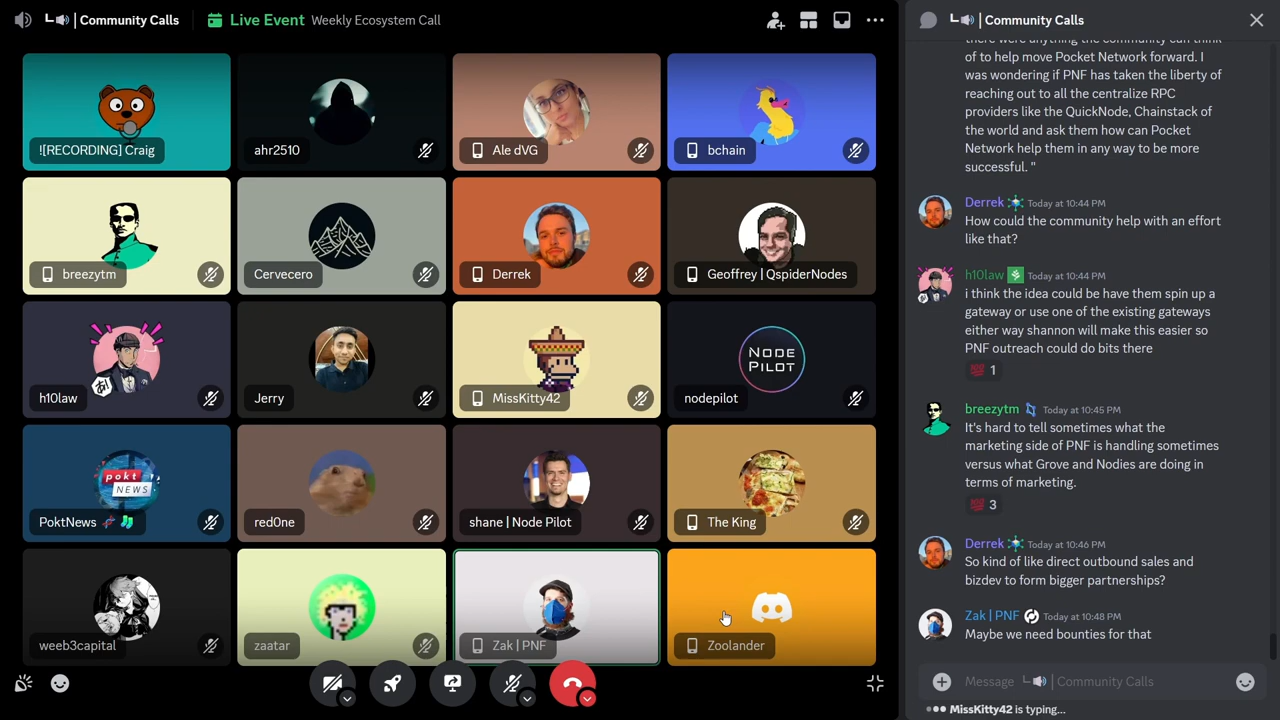 ┗🔊 | Community Calls
Live Event
Weekly Ecosystem Call
![RECORDING] Craig
ahr2510
Ale dVG
bchain
breezytm
Cervecero
Derrek
Geoffrey | QspiderNodes
h10law
Jerry
MissKitty42
NODE
PILOT
nodepilot
pokt
NEWS
PoktNews 🧬 🧦
red0ne
shane | Node Pilot
The King
weeb3capital
zaatar
Zak | PNF
Zoolander
┗🔊 | Community Calls
there were anything the community can think
of to help move Pocket Network forward. I
was wondering if PNF has taken the liberty of
reaching out to all the centralize RPC
providers like the QuickNode, Chainstack of
the world and ask them how can Pocket
Network help them in any way to be more
successful. "
Derrek Today at 10:44 PM
How could the community help with an effort
like that?
h10law Today at 10:44 PM
i think the idea could be have them spin up a
gateway or use one of the existing gateways
either way shannon will make this easier so
PNF outreach could do bits there
💯 1
breezytm Today at 10:45 PM
It's hard to tell sometimes what the
marketing side of PNF is handling sometimes
versus what Grove and Nodies are doing in
terms of marketing.
💯 3
Derrek Today at 10:46 PM
So kind of like direct outbound sales and
bizdev to form bigger partnerships?
Zak | PNF Today at 10:48 PM
Maybe we need bounties for that
Message ┗🔊 | Community Calls
MissKitty42 is typing...